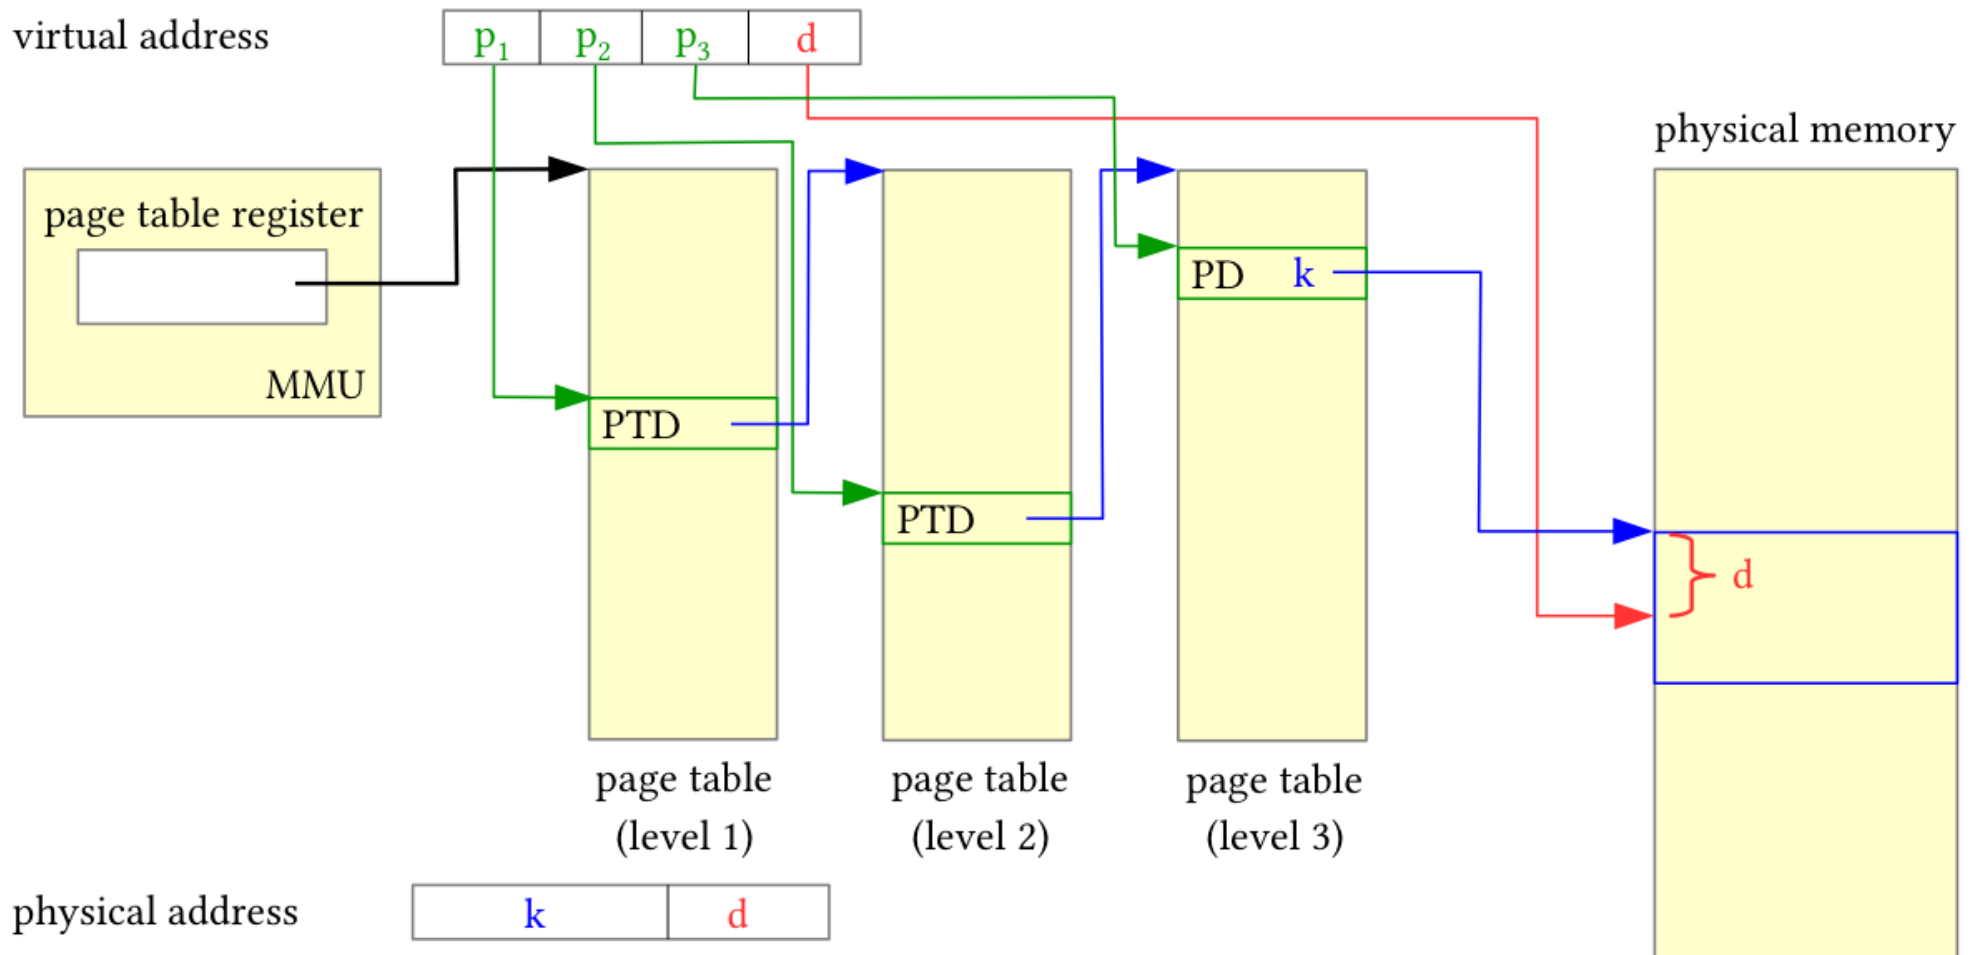 virtual address
p₁ p₂ p₃ d
physical memory
page table register
MMU
PD k
PTD
PTD
d
page table
(level 1)
page table
(level 2)
page table
(level 3)
physical address
k d